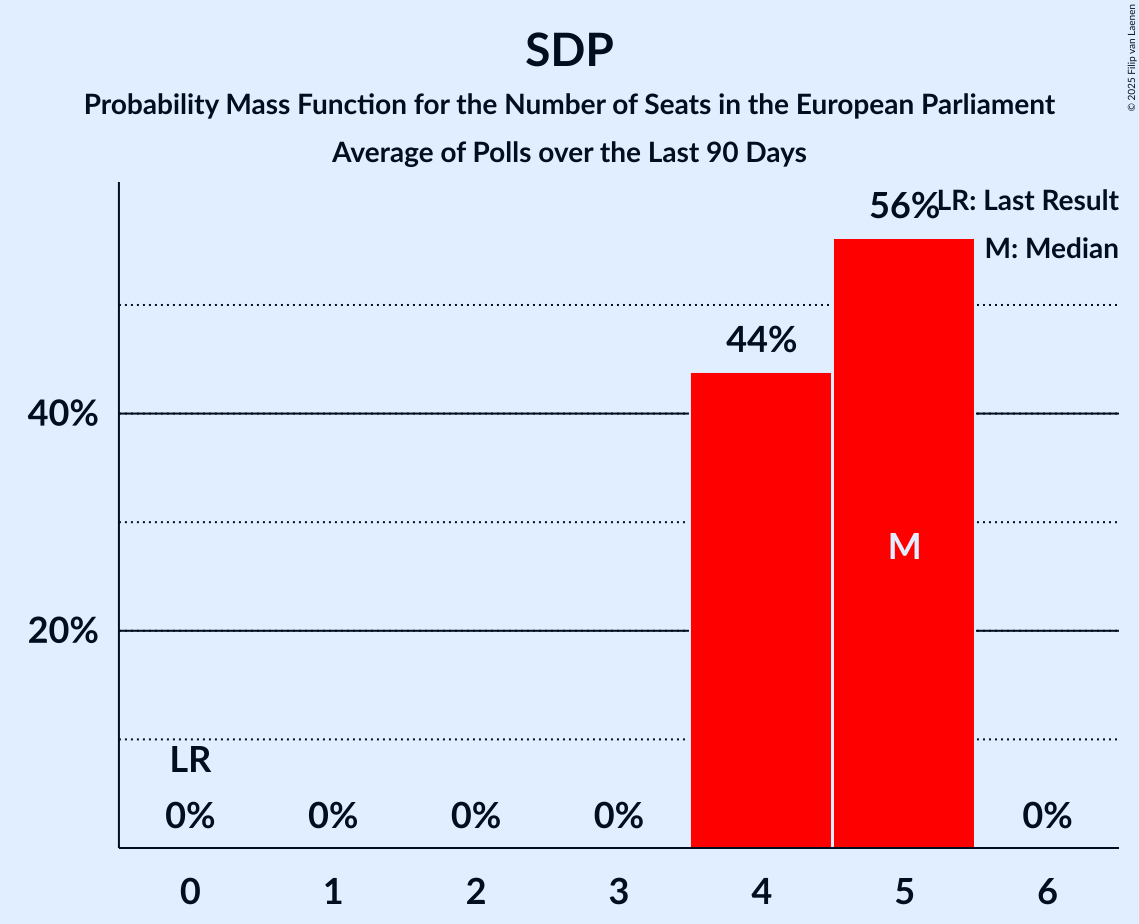 SDP
Probability Mass Function for the Number of Seats in the European Parliament
Average of Polls over the Last 90 Days
© 2025 Filip van Laenen
LR: Last Result
M: Median
56%
44%
40%
M
20%
LR
0% 0% 0% 0% 0%
0 1 2 3 4 5 6